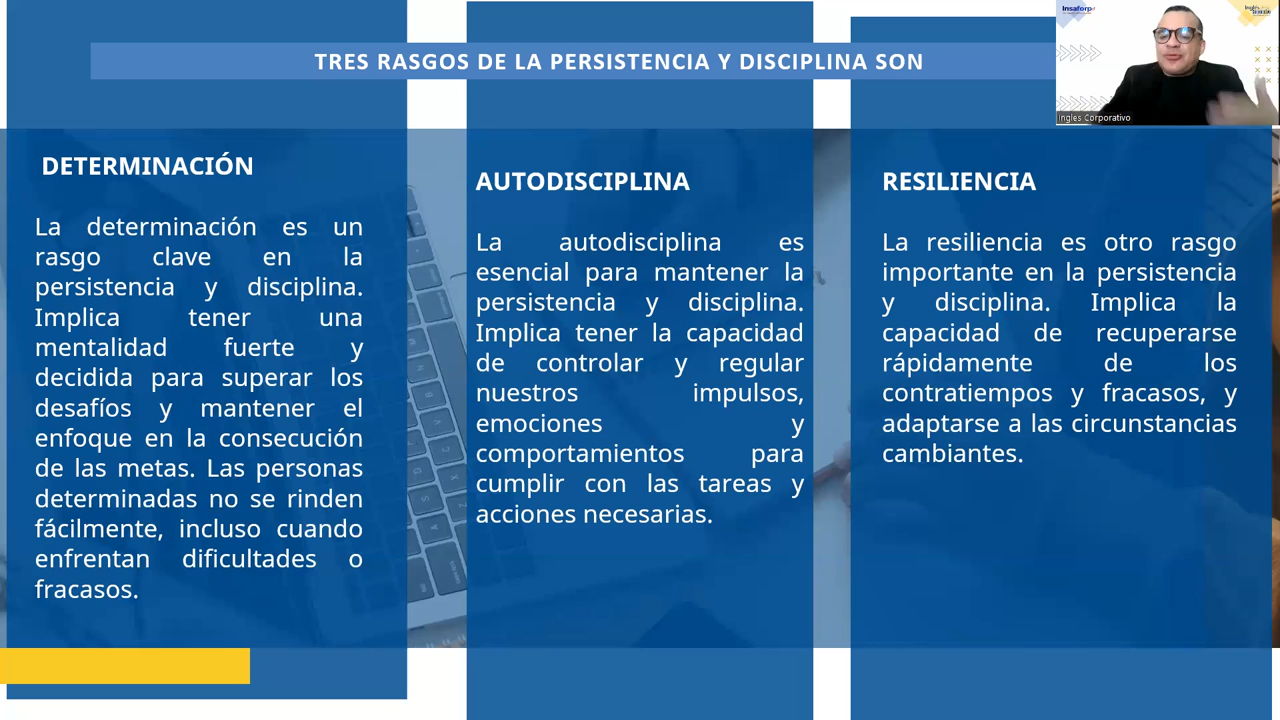 TRES RASGOS DE LA PERSISTENCIA Y DISCIPLINA SON
Insaforp
Ingles Corporativo
DETERMINACIÓN
La determinación es un
rasgo clave en la
persistencia y disciplina.
Implica tener una
mentalidad fuerte y
decidida para superar los
desafíos y mantener el
enfoque en la consecución
de las metas. Las personas
determinadas no se rinden
fácilmente, incluso cuando
enfrentan dificultades o
fracasos.
AUTODISCIPLINA
La autodisciplina es
esencial para mantener la
persistencia y disciplina.
Implica tener la capacidad
de controlar y regular
nuestros impulsos,
emociones y
comportamientos para
cumplir con las tareas y
acciones necesarias.
RESILIENCIA
La resiliencia es otro rasgo
importante en la persistencia
y disciplina. Implica la
capacidad de recuperarse
rápidamente de los
contratiempos y fracasos, y
adaptarse a las circunstancias
cambiantes.